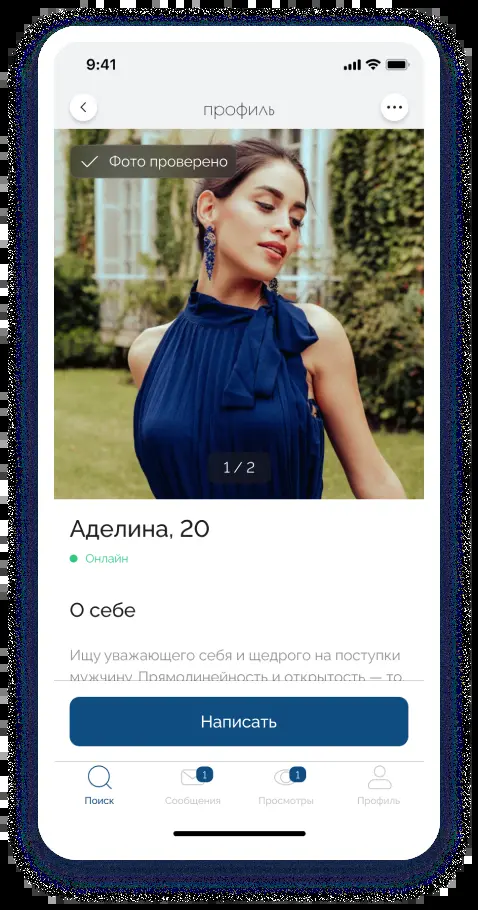 9:41
профиль
Фото проверено
1 / 2
Аделина, 20
Онлайн
О себе
Ищу уважающего себя и щедрого на поступки
мужчину. Прямолинейность и открытость — то,
Написать
1
1
Поиск
Сообщения
Просмотры
Профиль